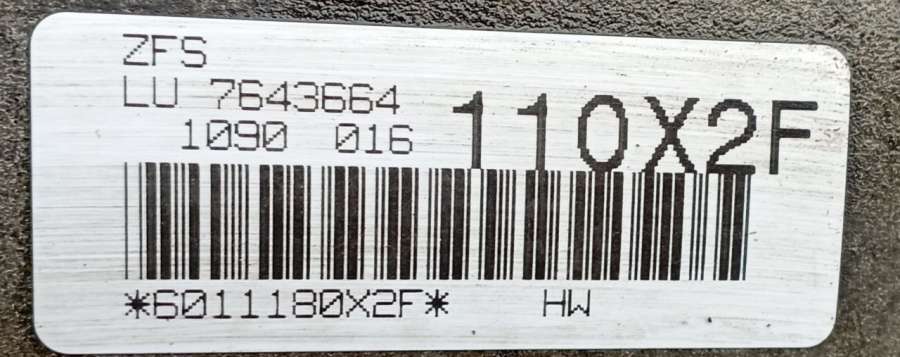 ZFS
LU 7643664
1090 016
110X2F
*6011180X2F* HW